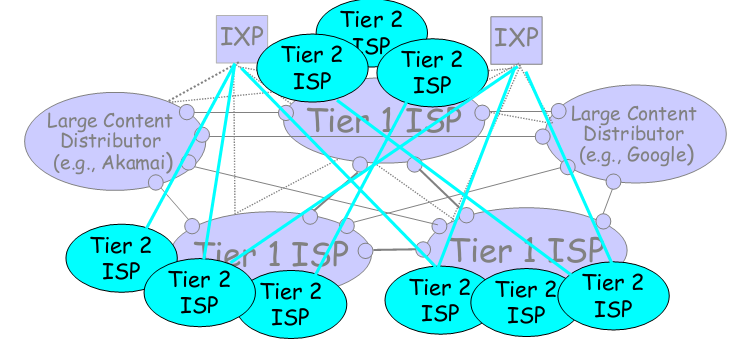 IXP
Tier 2
ISP
IXP
Tier 2
ISP
Tier 2
ISP
Large Content
Distributor
(e.g., Akamai)
Tier 1 ISP
Large Content
Distributor
(e.g., Google)
Tier 1 ISP
Tier 1 ISP
Tier 2
ISP
Tier 2
ISP
Tier 2
ISP
Tier 2
ISP
Tier 2
ISP
Tier 2
ISP